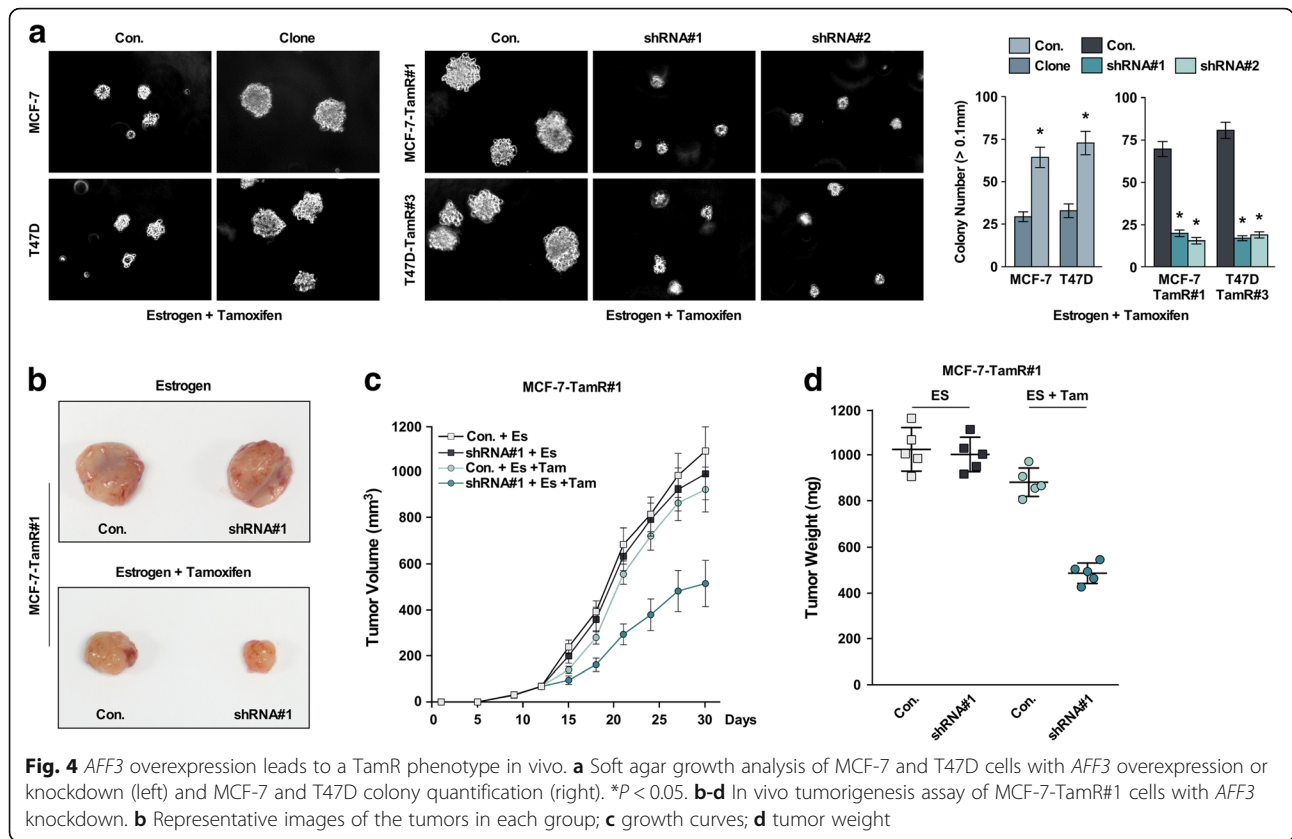 a
Con. Clone Con. shRNA#1 shRNA#2
MCF-7
T47D
MCF-7-TamR#1
T47D-TamR#3
Estrogen + Tamoxifen
Estrogen + Tamoxifen
Con. Con.
Clone shRNA#1 shRNA#2
Colony Number (> 0.1mm)
100 100
75 75
50 50
25 25
0 0
* * * * * *
MCF-7 T47D
MCF-7 T47D
TamR#1 TamR#3
Estrogen + Tamoxifen
b
Estrogen
Con. shRNA#1
Estrogen + Tamoxifen
Con. shRNA#1
MCF-7-TamR#1
c
MCF-7-TamR#1
Con. + Es
shRNA#1 + Es
Con. + Es +Tam
shRNA#1 + Es +Tam
Tumor Volume (mm3)
1200
1000
800
600
400
200
0
0 5 10 15 20 25 30 Days
d
MCF-7-TamR#1
ES ES + Tam
Tumor Weight (mg)
1200
1000
800
600
400
200
0
Con. shRNA#1 Con. shRNA#1
Fig. 4 AFF3 overexpression leads to a TamR phenotype in vivo. a Soft agar growth analysis of MCF-7 and T47D cells with AFF3 overexpression or
knockdown (left) and MCF-7 and T47D colony quantification (right). *P < 0.05. b-d In vivo tumorigenesis assay of MCF-7-TamR#1 cells with AFF3
knockdown. b Representative images of the tumors in each group; c growth curves; d tumor weight